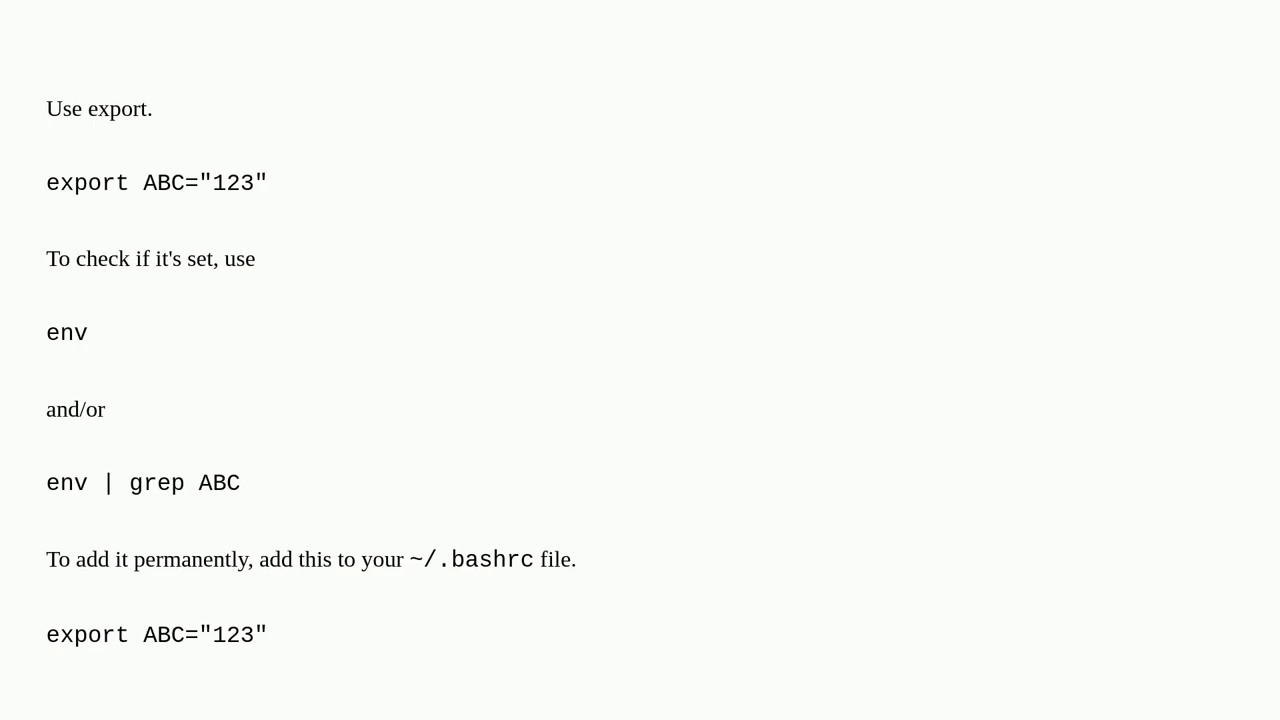 Use export.
export ABC="123"
To check if it's set, use
env
and/or
env | grep ABC
To add it permanently, add this to your ~/.bashrc file.
export ABC="123"